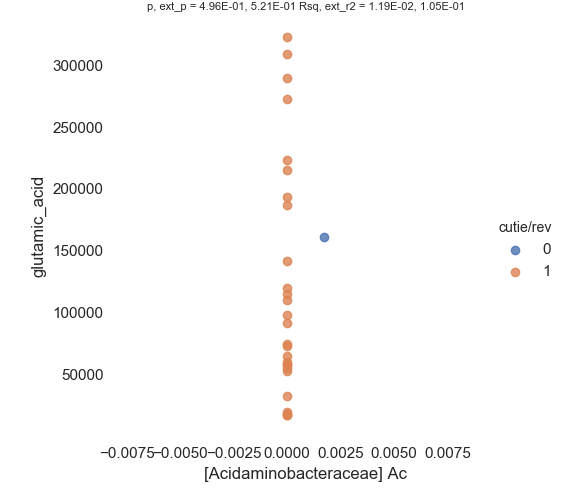 p, ext_p = 4.96E-01, 5.21E-01 Rsq, ext_r2 = 1.19E-02, 1.05E-01
300000
250000
200000
150000
100000
50000
glutamic_acid
cutie/rev
0
1
−0.0075 −0.0050 −0.0025 0.0000 0.0025 0.0050 0.0075
[Acidaminobacteraceae] Ac